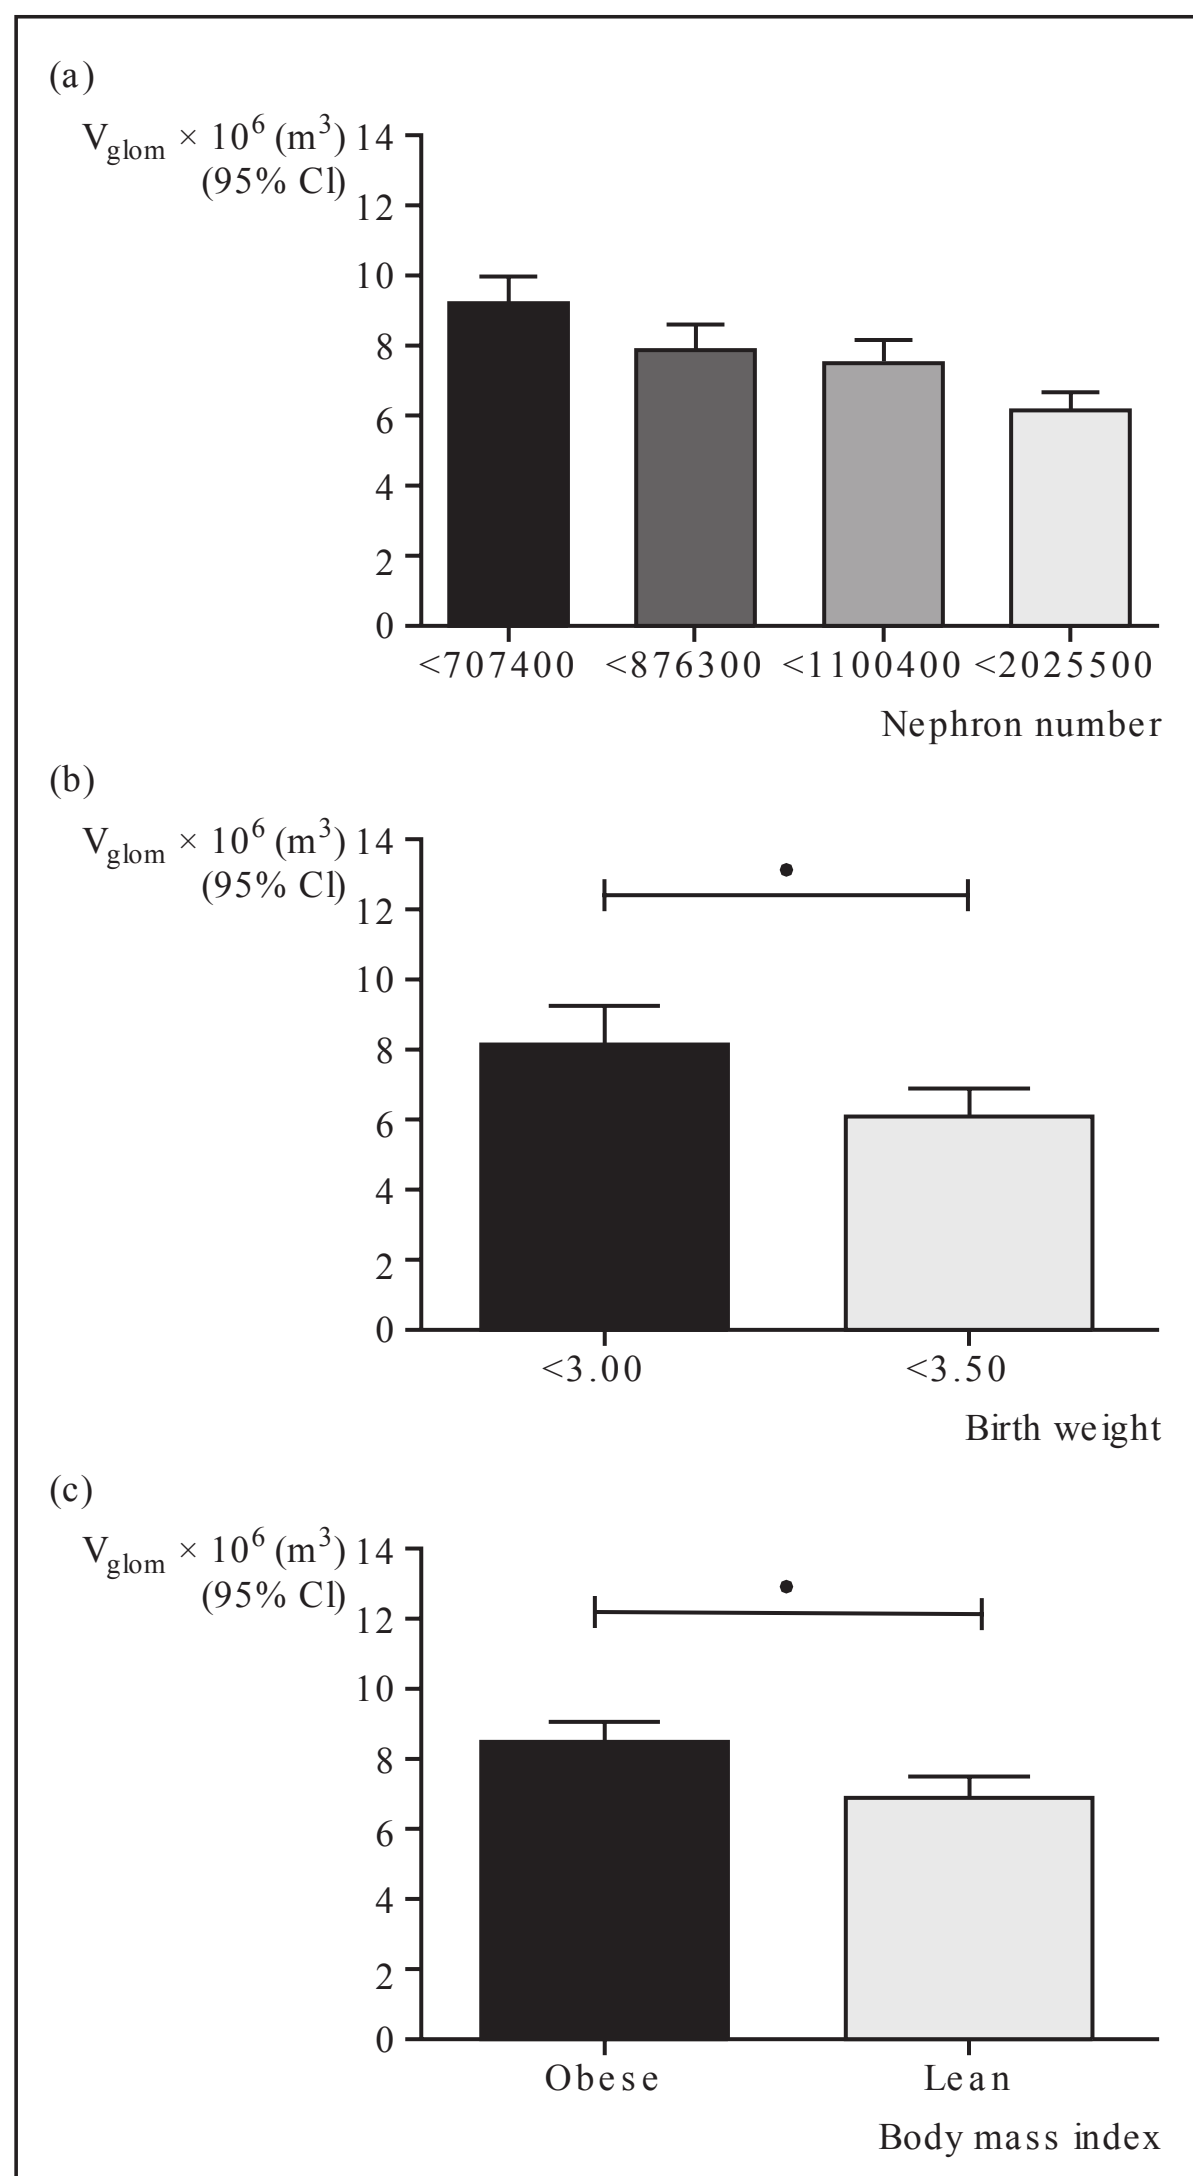 (a)
V_glom × 10^6 (m^3)
(95% Cl)
14
12
10
8
6
4
2
0
<707400 <876300 <1100400 <2025500
Nephron number
(b)
V_glom × 10^6 (m^3)
(95% Cl)
14
12
10
8
6
4
2
0
<3.00 <3.50
Birth weight
(c)
V_glom × 10^6 (m^3)
(95% Cl)
14
12
10
8
6
4
2
0
Obese Lean
Body mass index